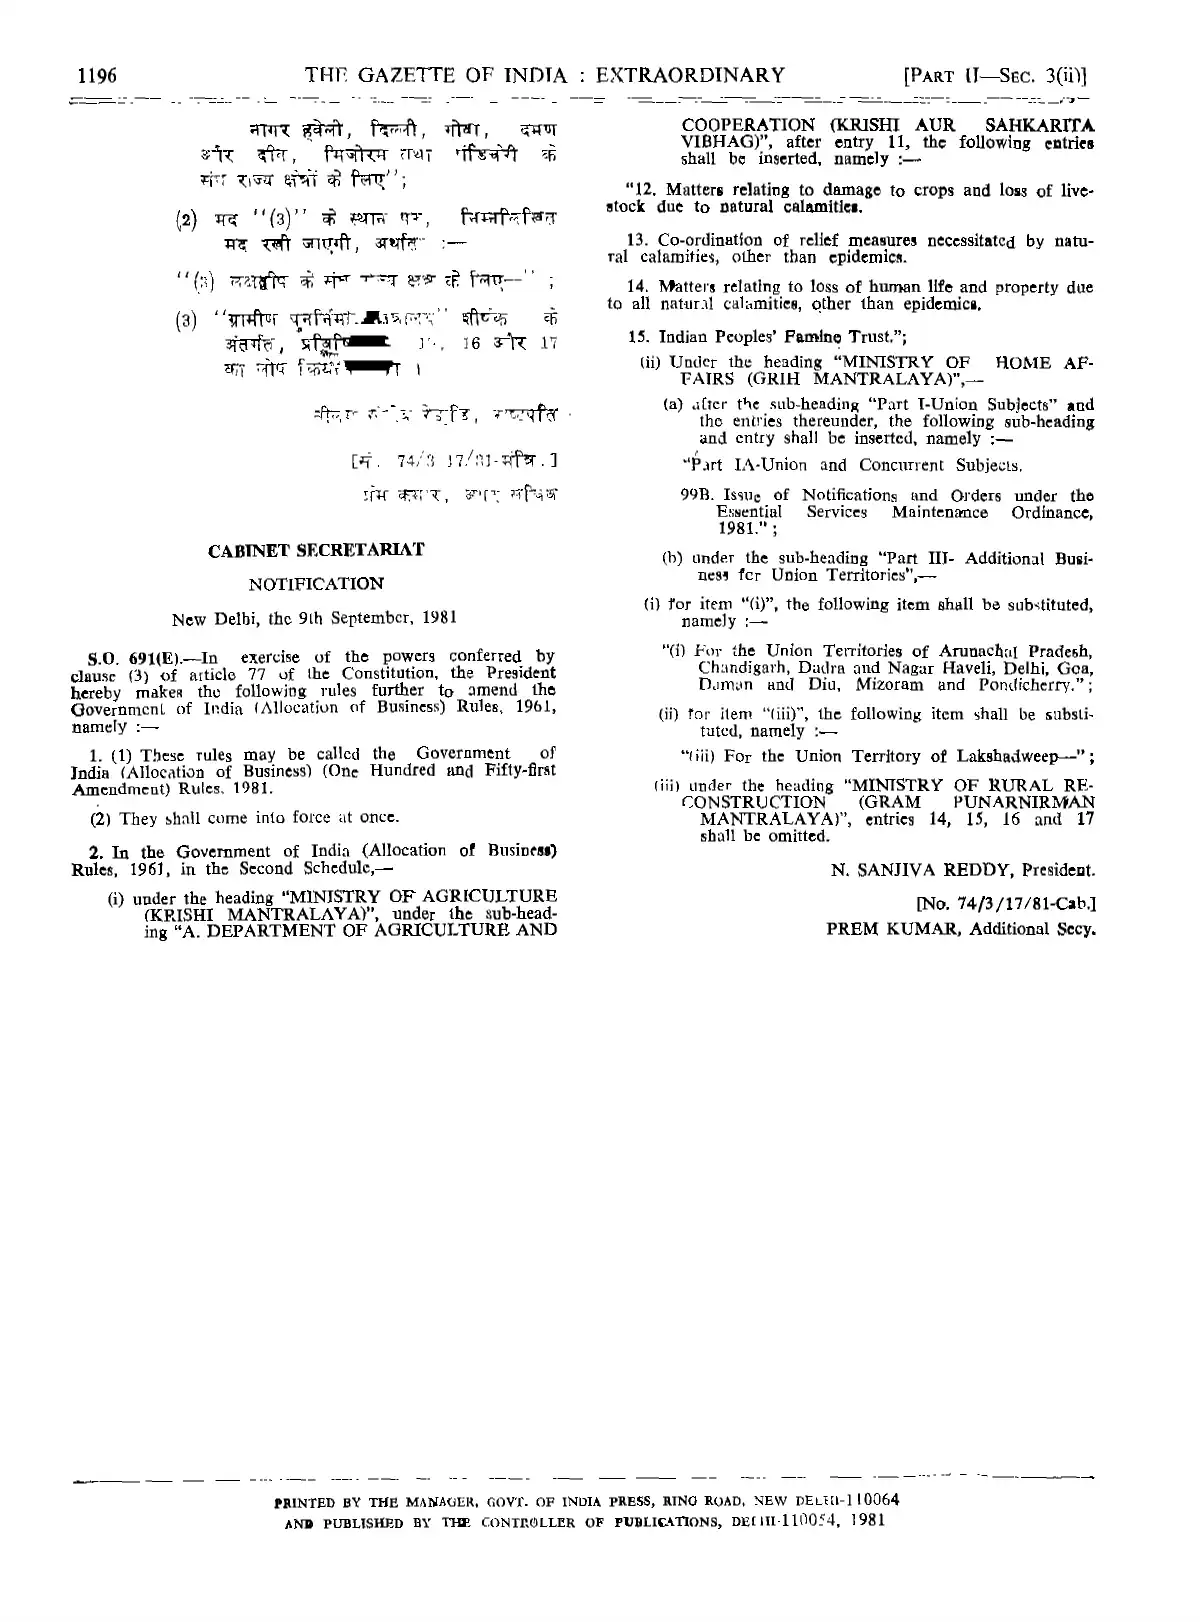 1196 THE GAZETTE OF INDIA : EXTRAORDINARY [PART II—SEC. 3(ii)]
नागर हवेली, दिल्ली, गोवा, दमण
और दीव, मिजोरम तथा पांडिचेरी के
संघ राज्य क्षेत्रों के लिए'';
(2) मद ''(3)'' के स्थान पर, निम्नलिखित
मद रखी जाएगी, अर्थात् :—
''(3) लक्षद्वीप के संघ राज्य क्षेत्र के लिए—'' ;
(3) ''ग्रामीण पुनर्निर्माण शीर्षक के
अंतर्गत, 16 और 17
का लोप किया ।
नीलम संजीव रेड्डी, राष्ट्रपति
[सं. 74/3/17/81-मंत्रि.]
प्रेम कुमार, अपर सचिव
CABINET SECRETARIAT
NOTIFICATION
New Delhi, the 9th September, 1981
S.O. 691(E).—In exercise of the powers conferred by
clause (3) of article 77 of the Constitution, the President
hereby makes the following rules further to amend the
Government of India (Allocation of Business) Rules, 1961,
namely :—
1. (1) These rules may be called the Government of
India (Allocation of Business) (One Hundred and Fifty-first
Amendment) Rules, 1981.
(2) They shall come into force at once.
2. In the Government of India (Allocation of Business)
Rules, 1961, in the Second Schedule,—
(i) under the heading "MINISTRY OF AGRICULTURE
(KRISHI MANTRALAYA)", under the sub-head-
ing "A. DEPARTMENT OF AGRICULTURE AND
COOPERATION (KRISHI AUR SAHKARITA
VIBHAG)", after entry 11, the following entries
shall be inserted, namely :—
"12. Matters relating to damage to crops and loss of live-
stock due to natural calamities.
13. Co-ordination of relief measures necessitated by natu-
ral calamities, other than epidemics.
14. Matters relating to loss of human life and property due
to all natural calamities, other than epidemics.
15. Indian Peoples' Famine Trust.";
(ii) Under the heading "MINISTRY OF HOME AF-
FAIRS (GRIH MANTRALAYA)",—
(a) after the sub-heading "Part I-Union Subjects" and
the entries thereunder, the following sub-heading
and entry shall be inserted, namely :—
"Part IA-Union and Concurrent Subjects.
99B. Issue of Notifications and Orders under the
Essential Services Maintenance Ordinance,
1981." ;
(b) under the sub-heading "Part III- Additional Busi-
ness for Union Territories",—
(i) for item "(i)", the following item shall be substituted,
namely :—
"(i) For the Union Territories of Arunachal Pradesh,
Chandigarh, Dadra and Nagar Haveli, Delhi, Goa,
Daman and Diu, Mizoram and Pondicherry." ;
(ii) for item "(iii)", the following item shall be substi-
tuted, namely :—
"(iii) For the Union Territory of Lakshadweep—" ;
(iii) under the heading "MINISTRY OF RURAL RE-
CONSTRUCTION (GRAM PUNARNIRMAN
MANTRALAYA)", entries 14, 15, 16 and 17
shall be omitted.
N. SANJIVA REDDY, President.
[No. 74/3/17/81-Cab.]
PREM KUMAR, Additional Secy.
PRINTED BY THE MANAGER, GOVT. OF INDIA PRESS, RING ROAD, NEW DELHI-110064
AND PUBLISHED BY THE CONTROLLER OF PUBLICATIONS, DELHI-110054, 1981